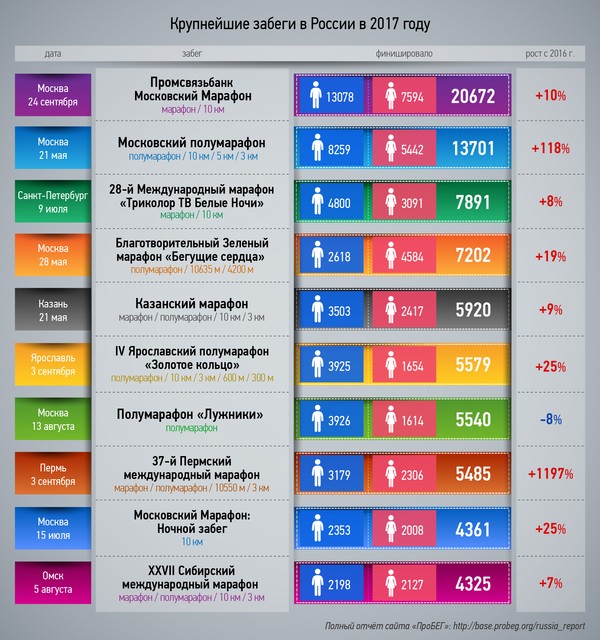 Крупнейшие забеги в России в 2017 году
дата забег финишировало рост с 2016 г.
Москва
24 сентября
Промсвязьбанк
Московский Марафон
марафон / 10 км
13078 7594 20672 +10%
Москва
21 мая
Московский полумарафон
полумарафон / 10 км / 5 км / 3 км
8259 5442 13701 +118%
Санкт-Петербург
9 июля
28-й Международный марафон
«Триколор ТВ Белые Ночи»
марафон / 10 км
4800 3091 7891 +8%
Москва
28 мая
Благотворительный Зеленый
марафон «Бегущие сердца»
полумарафон / 10635 м / 4200 м
2618 4584 7202 +19%
Казань
21 мая
Казанский марафон
марафон / полумарафон / 10 км / 3 км
3503 2417 5920 +9%
Ярославль
3 сентября
IV Ярославский полумарафон
«Золотое кольцо»
полумарафон / 10 км / 3 км / 600 м / 300 м
3925 1654 5579 +25%
Москва
13 августа
Полумарафон «Лужники»
полумарафон
3926 1614 5540 -8%
Пермь
3 сентября
37-й Пермский
международный марафон
марафон / полумарафон / 10550 м / 3 км
3179 2306 5485 +1197%
Москва
15 июля
Московский Марафон:
Ночной забег
10 км
2353 2008 4361 +25%
Омск
5 августа
XXVII Сибирский
международный марафон
марафон / полумарафон / 10 км / 3 км
2198 2127 4325 +7%
Полный отчёт сайта «ПроБЕГ»: http://base.probeg.org/russia_report